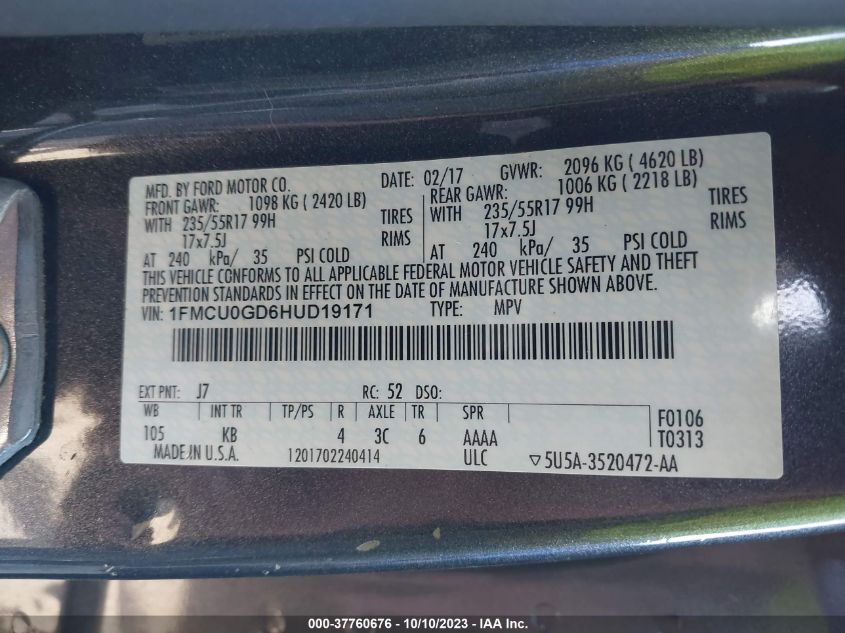 MFD. BY FORD MOTOR CO. DATE: 02/17 GVWR: 2096 KG ( 4620 LB)
FRONT GAWR: 1098 KG ( 2420 LB) REAR GAWR: 1006 KG ( 2218 LB)
WITH 235/55R17 99H TIRES WITH 235/55R17 99H TIRES
17x7.5J RIMS 17x7.5J RIMS
AT 240 kPa/ 35 PSI COLD AT 240 kPa/ 35 PSI COLD
THIS VEHICLE CONFORMS TO ALL APPLICABLE FEDERAL MOTOR VEHICLE SAFETY AND THEFT
PREVENTION STANDARDS IN EFFECT ON THE DATE OF MANUFACTURE SHOWN ABOVE.
VIN: 1FMCU0GD6HUD19171 TYPE: MPV
EXT PNT: J7 RC: 52 DSO:
WB INT TR TP/PS R AXLE TR SPR F0106
105 KB 4 3C 6 AAAA T0313
MADE IN U.S.A. 1201702240414 ULC ▽5U5A-3520472-AA
000-37760676 - 10/10/2023 - © IAA Inc.